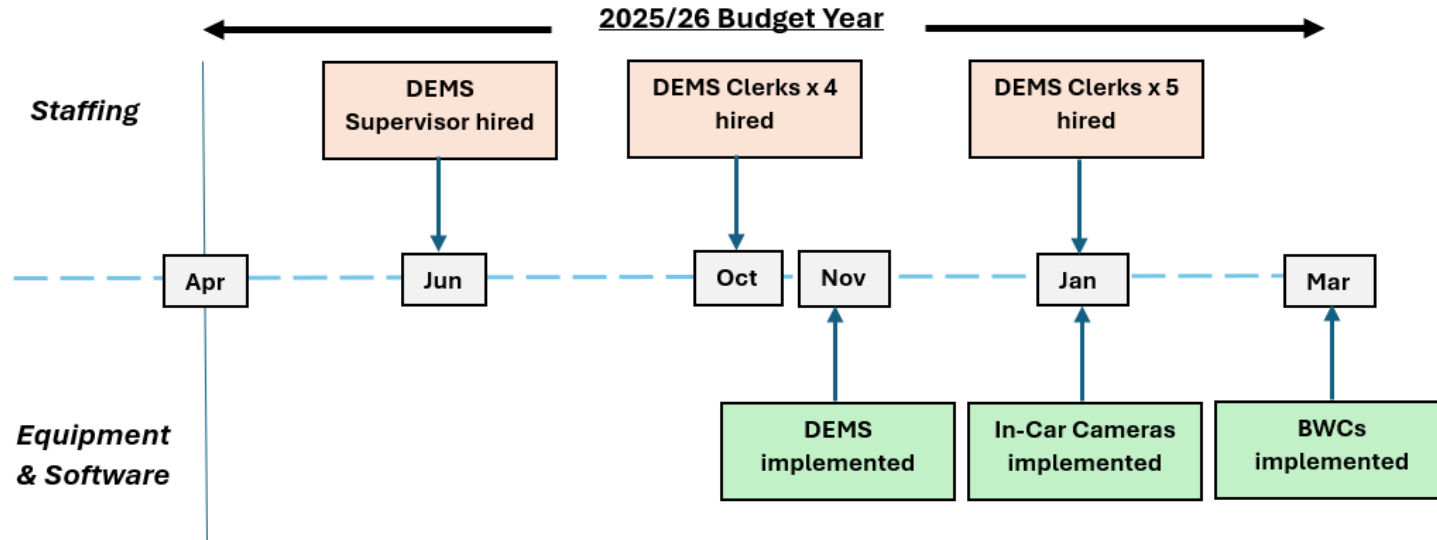 2025/26 Budget Year
Staffing
DEMS
Supervisor hired
DEMS Clerks x 4
hired
DEMS Clerks x 5
hired
Apr
Jun
Oct
Nov
Jan
Mar
Equipment
& Software
DEMS
implemented
In-Car Cameras
implemented
BWCs
implemented